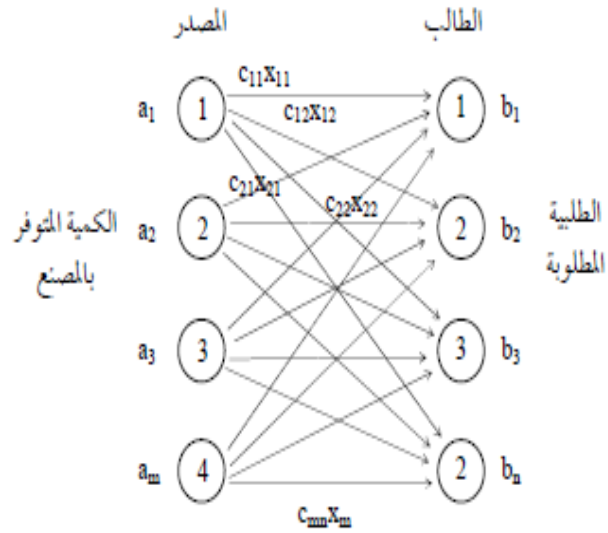 المصدر
الطالب
c11x11
c12x12
a1 1 1 b1
c21x21
c22x22
الكمية المتوفر
بالمصنع
a2 2 2 b2
الطلبية
المطلوبة
a3 3 3 b3
am 4 2 bn
cmnxm